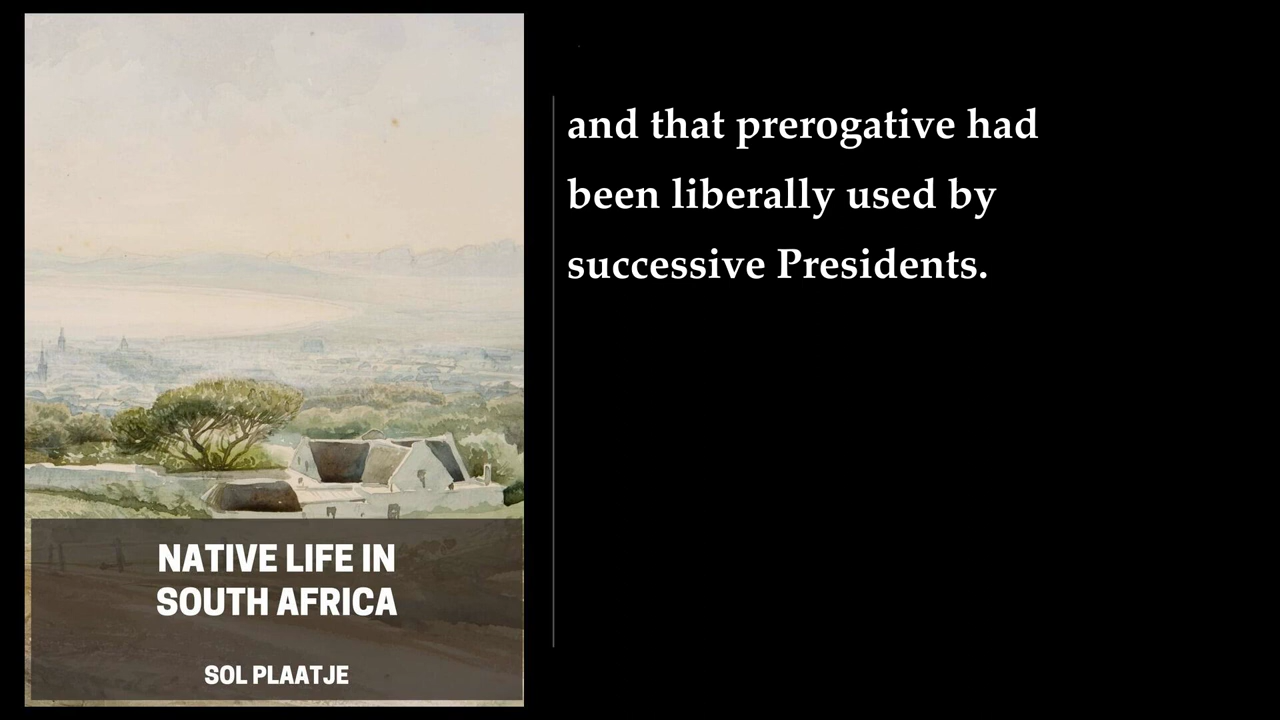 and that prerogative had
been liberally used by
successive Presidents.
NATIVE LIFE IN
SOUTH AFRICA
SOL PLAATJE